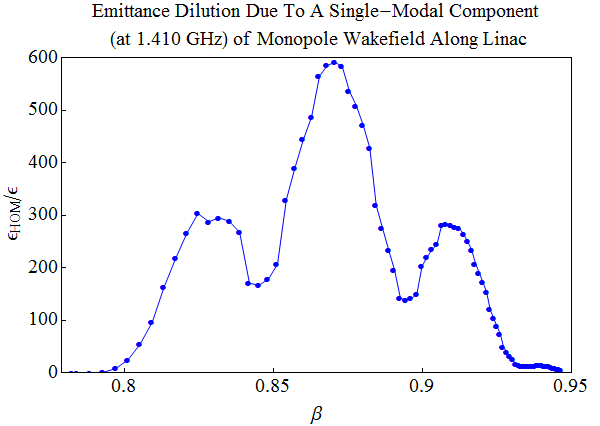 Emittance Dilution Due To A Single−Modal Component
(at 1.410 GHz) of Monopole Wakefield Along Linac
600
500
400
300
200
100
0
ϵHOM/ϵ
0.8 0.85 0.9 0.95
β